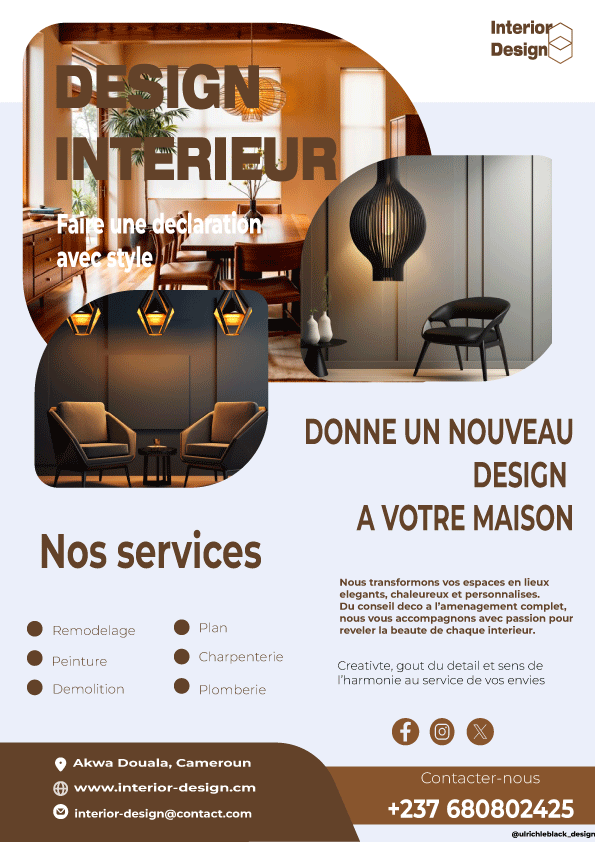 Interior
Design
DESIGN
INTERIEUR
Faire une declaration
avec style
DONNE UN NOUVEAU
DESIGN
A VOTRE MAISON
Nos services
Remodelage
Peinture
Demolition
Plan
Charpenterie
Plomberie
Nous transformons vos espaces en lieux
elegants, chaleureux et personnalises.
Du conseil deco a l'amenagement complet,
nous vous accompagnons avec passion pour
reveler la beaute de chaque interieur.
Creativte, gout du detail et sens de
l'harmonie au service de vos envies
Akwa Douala, Cameroun
www.interior-design.cm
interior-design@contact.com
Contacter-nous
+237 680802425
@ulrichleblack_design